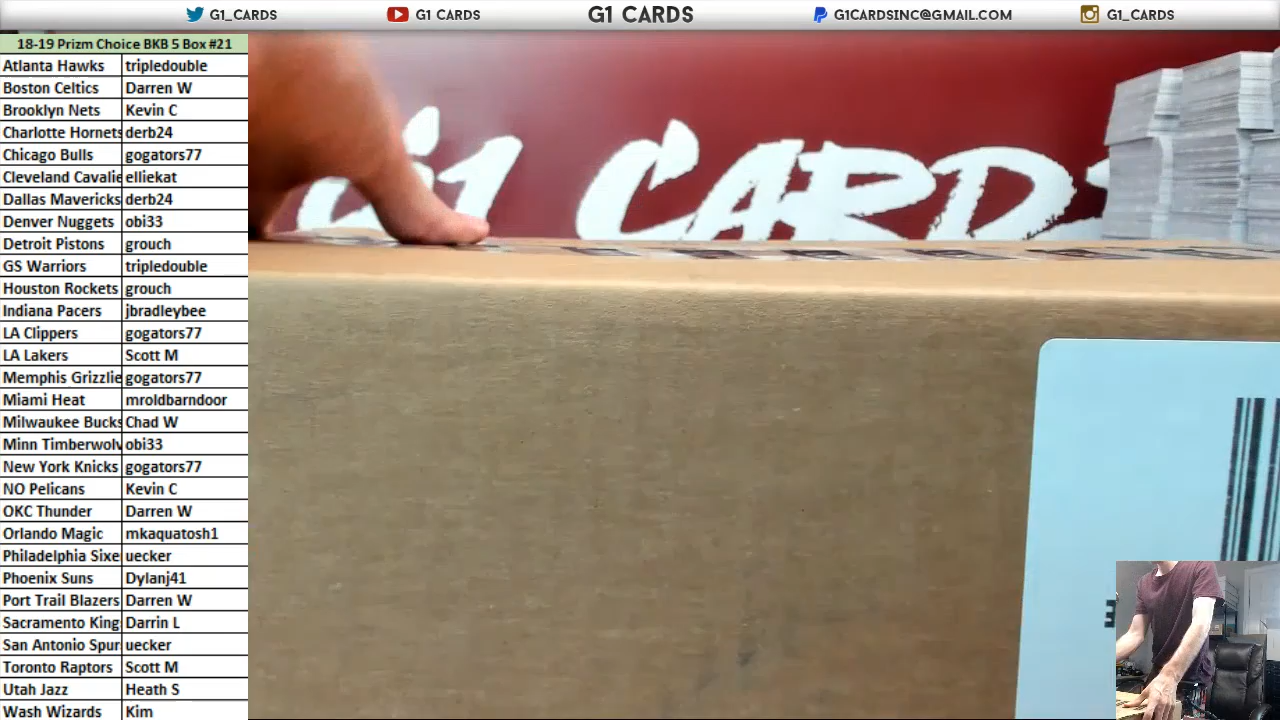 G1_CARDS
G1 CARDS
G1 CARDS
G1CARDSINC@GMAIL.COM
G1_CARDS
18-19 Prizm Choice BKB 5 Box #21
Atlanta Hawks tripledouble
Boston Celtics Darren W
Brooklyn Nets Kevin C
Charlotte Hornets derb24
Chicago Bulls gogators77
Cleveland Cavalie elliekat
Dallas Mavericks derb24
Denver Nuggets obi33
Detroit Pistons grouch
GS Warriors tripledouble
Houston Rockets grouch
Indiana Pacers jbradleybee
LA Clippers gogators77
LA Lakers Scott M
Memphis Grizzlie gogators77
Miami Heat mroldbarndoor
Milwaukee Bucks Chad W
Minn Timberwolv obi33
New York Knicks gogators77
NO Pelicans Kevin C
OKC Thunder Darren W
Orlando Magic mkaquatosh1
Philadelphia Sixe uecker
Phoenix Suns Dylanj41
Port Trail Blazers Darren W
Sacramento King Darrin L
San Antonio Spur uecker
Toronto Raptors Scott M
Utah Jazz Heath S
Wash Wizards Kim
G1 CARDS